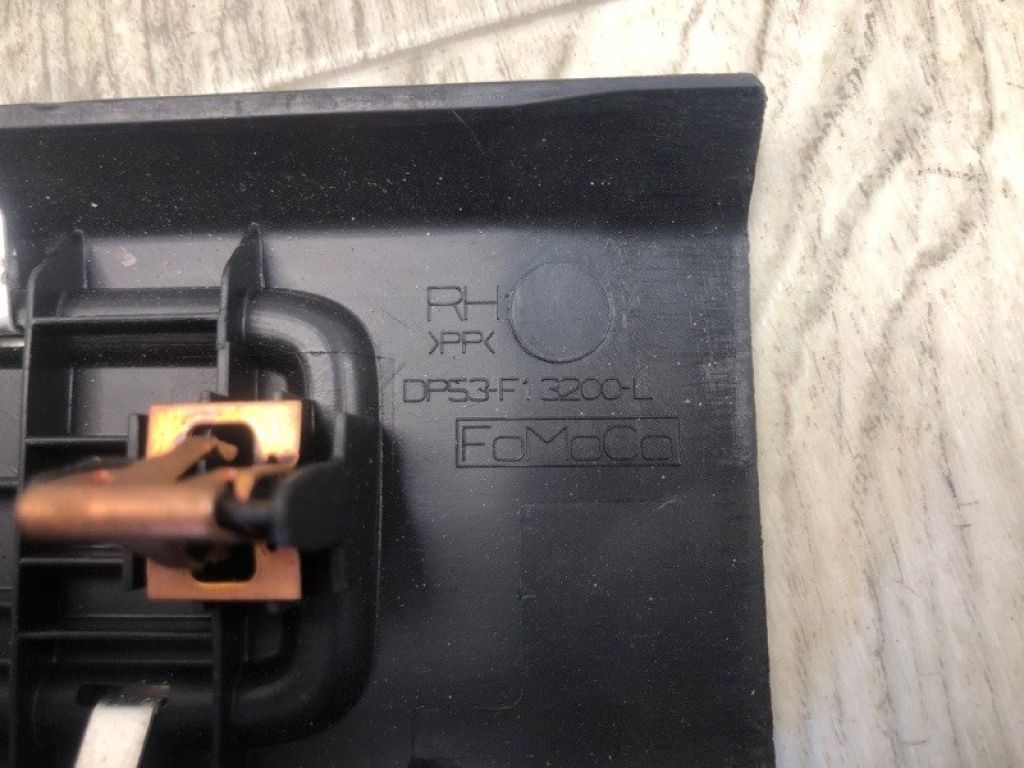 RH
>PP<
DP53-F13200-L
FoMoCo